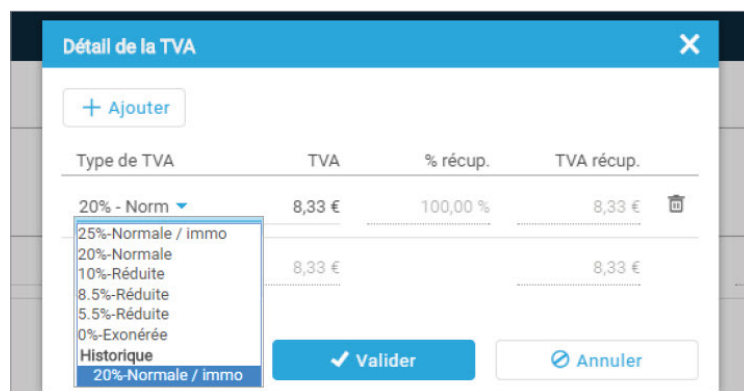 Détail de la TVA
+ Ajouter
Type de TVA TVA % récup. TVA récup.
20% - Norm 8,33 € 100,00 % 8,33 €
25%-Normale / immo
20%-Normale
10%-Réduite
8.5%-Réduite
5.5%-Réduite
0%-Exonérée
Historique
20%-Normale / immo
8,33 € 8,33 €
Valider Annuler